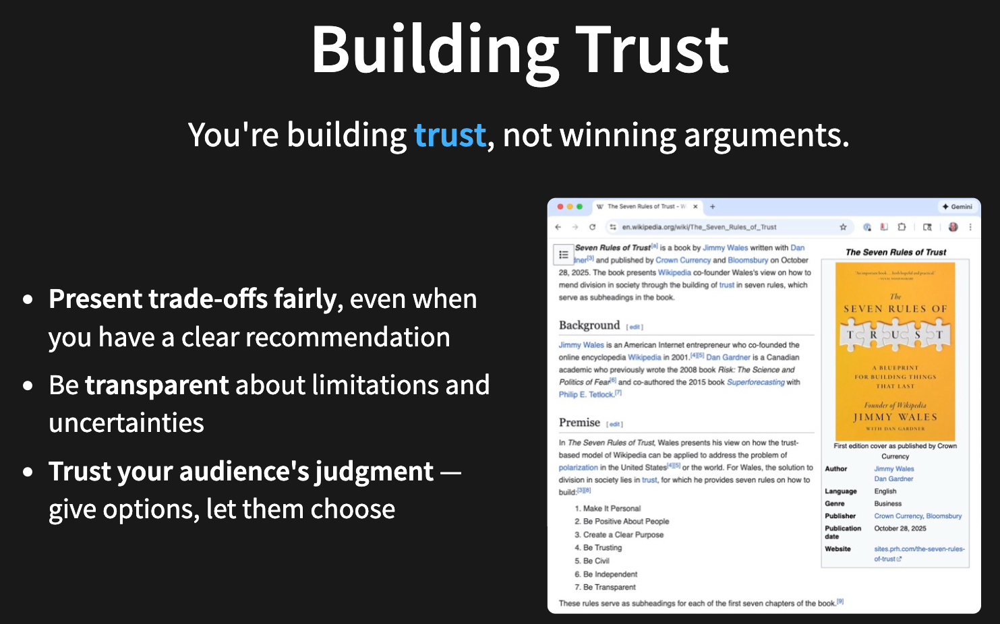 Building Trust
You're building trust, not winning arguments.
• Present trade-offs fairly, even when
you have a clear recommendation
• Be transparent about limitations and
uncertainties
• Trust your audience's judgment —
give options, let them choose
The Seven Rules of Trust - W
Gemini
en.wikipedia.org/wiki/The_Seven_Rules_of_Trust
Seven Rules of Trust[a] is a book by Jimmy Wales written with Dan
dner[3] and published by Crown Currency and Bloomsbury on October
28, 2025. The book presents Wikipedia co-founder Wales's view on how to
mend division in society through the building of trust in seven rules, which
serve as subheadings in the book.
Background [ edit ]
Jimmy Wales is an American Internet entrepreneur who co-founded the
online encyclopedia Wikipedia in 2001.[4][5] Dan Gardner is a Canadian
academic who previously wrote the 2008 book Risk: The Science and
Politics of Fear[6] and co-authored the 2015 book Superforecasting with
Philip E. Tetlock.[7]
Premise [ edit ]
In The Seven Rules of Trust, Wales presents his view on how the trust-
based model of Wikipedia can be applied to address the problem of
polarization in the United States[4][5] or the world. For Wales, the solution to
division in society lies in trust, for which he provides seven rules on how to
build:[3][8]
1. Make It Personal
2. Be Positive About People
3. Create a Clear Purpose
4. Be Trusting
5. Be Civil
6. Be Independent
7. Be Transparent
These rules serve as subheadings for each of the first seven chapters of the book.[9]
The Seven Rules of Trust
"An important book... both hopeful and practical."
The
SEVEN RULES OF
TRUST
A BLUEPRINT
FOR BUILDING THINGS
THAT LAST
Founder of Wikipedia
JIMMY WALES
WITH DAN GARDNER
First edition cover as published by Crown
Currency
Author Jimmy Wales
Dan Gardner
Language English
Genre Business
Publisher Crown Currency, Bloomsbury
Publication October 28, 2025
date
Website sites.prh.com/the-seven-rules-
of-trust